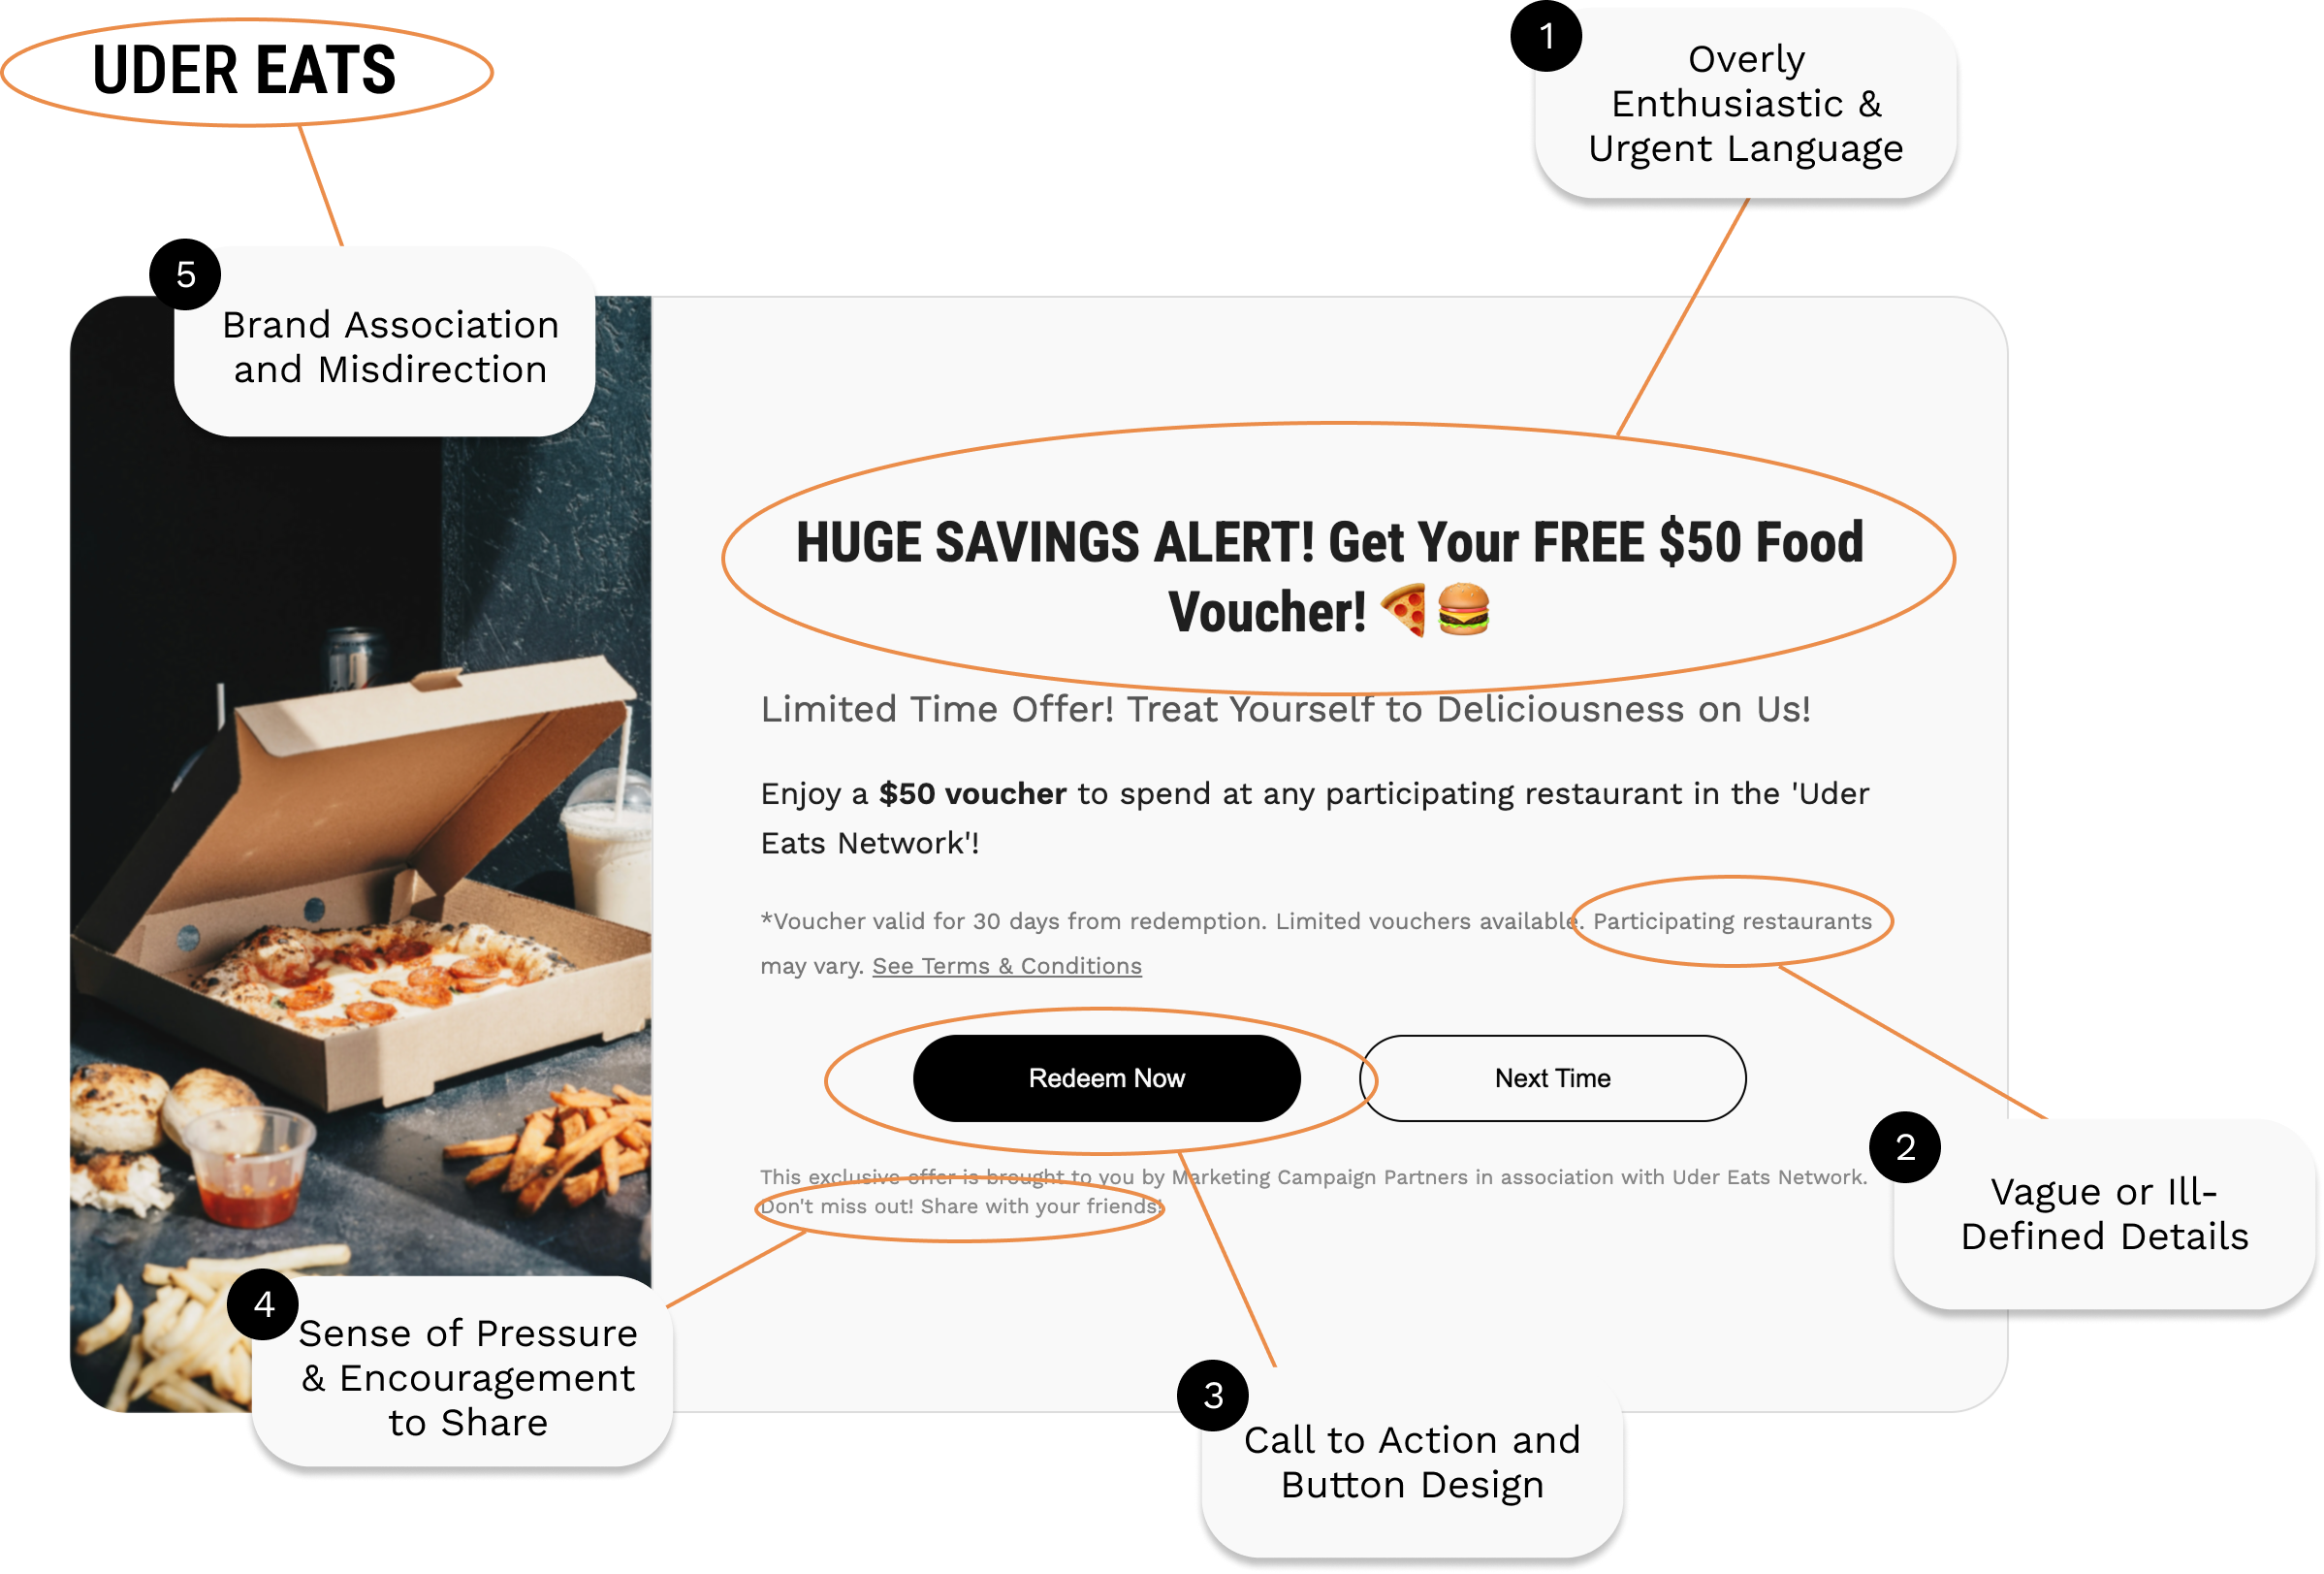 UDER EATS
1
Overly
Enthusiastic &
Urgent Language
5
Brand Association
and Misdirection
HUGE SAVINGS ALERT! Get Your FREE $50 Food
Voucher! 🍕🍔
Limited Time Offer! Treat Yourself to Deliciousness on Us!
Enjoy a $50 voucher to spend at any participating restaurant in the 'Uder
Eats Network'!
*Voucher valid for 30 days from redemption. Limited vouchers available. Participating restaurants
may vary. See Terms & Conditions
Redeem Now
Next Time
This exclusive offer is brought to you by Marketing Campaign Partners in association with Uder Eats Network.
Don't miss out! Share with your friends!
2
Vague or Ill-
Defined Details
4
Sense of Pressure
& Encouragement
to Share
3
Call to Action and
Button Design